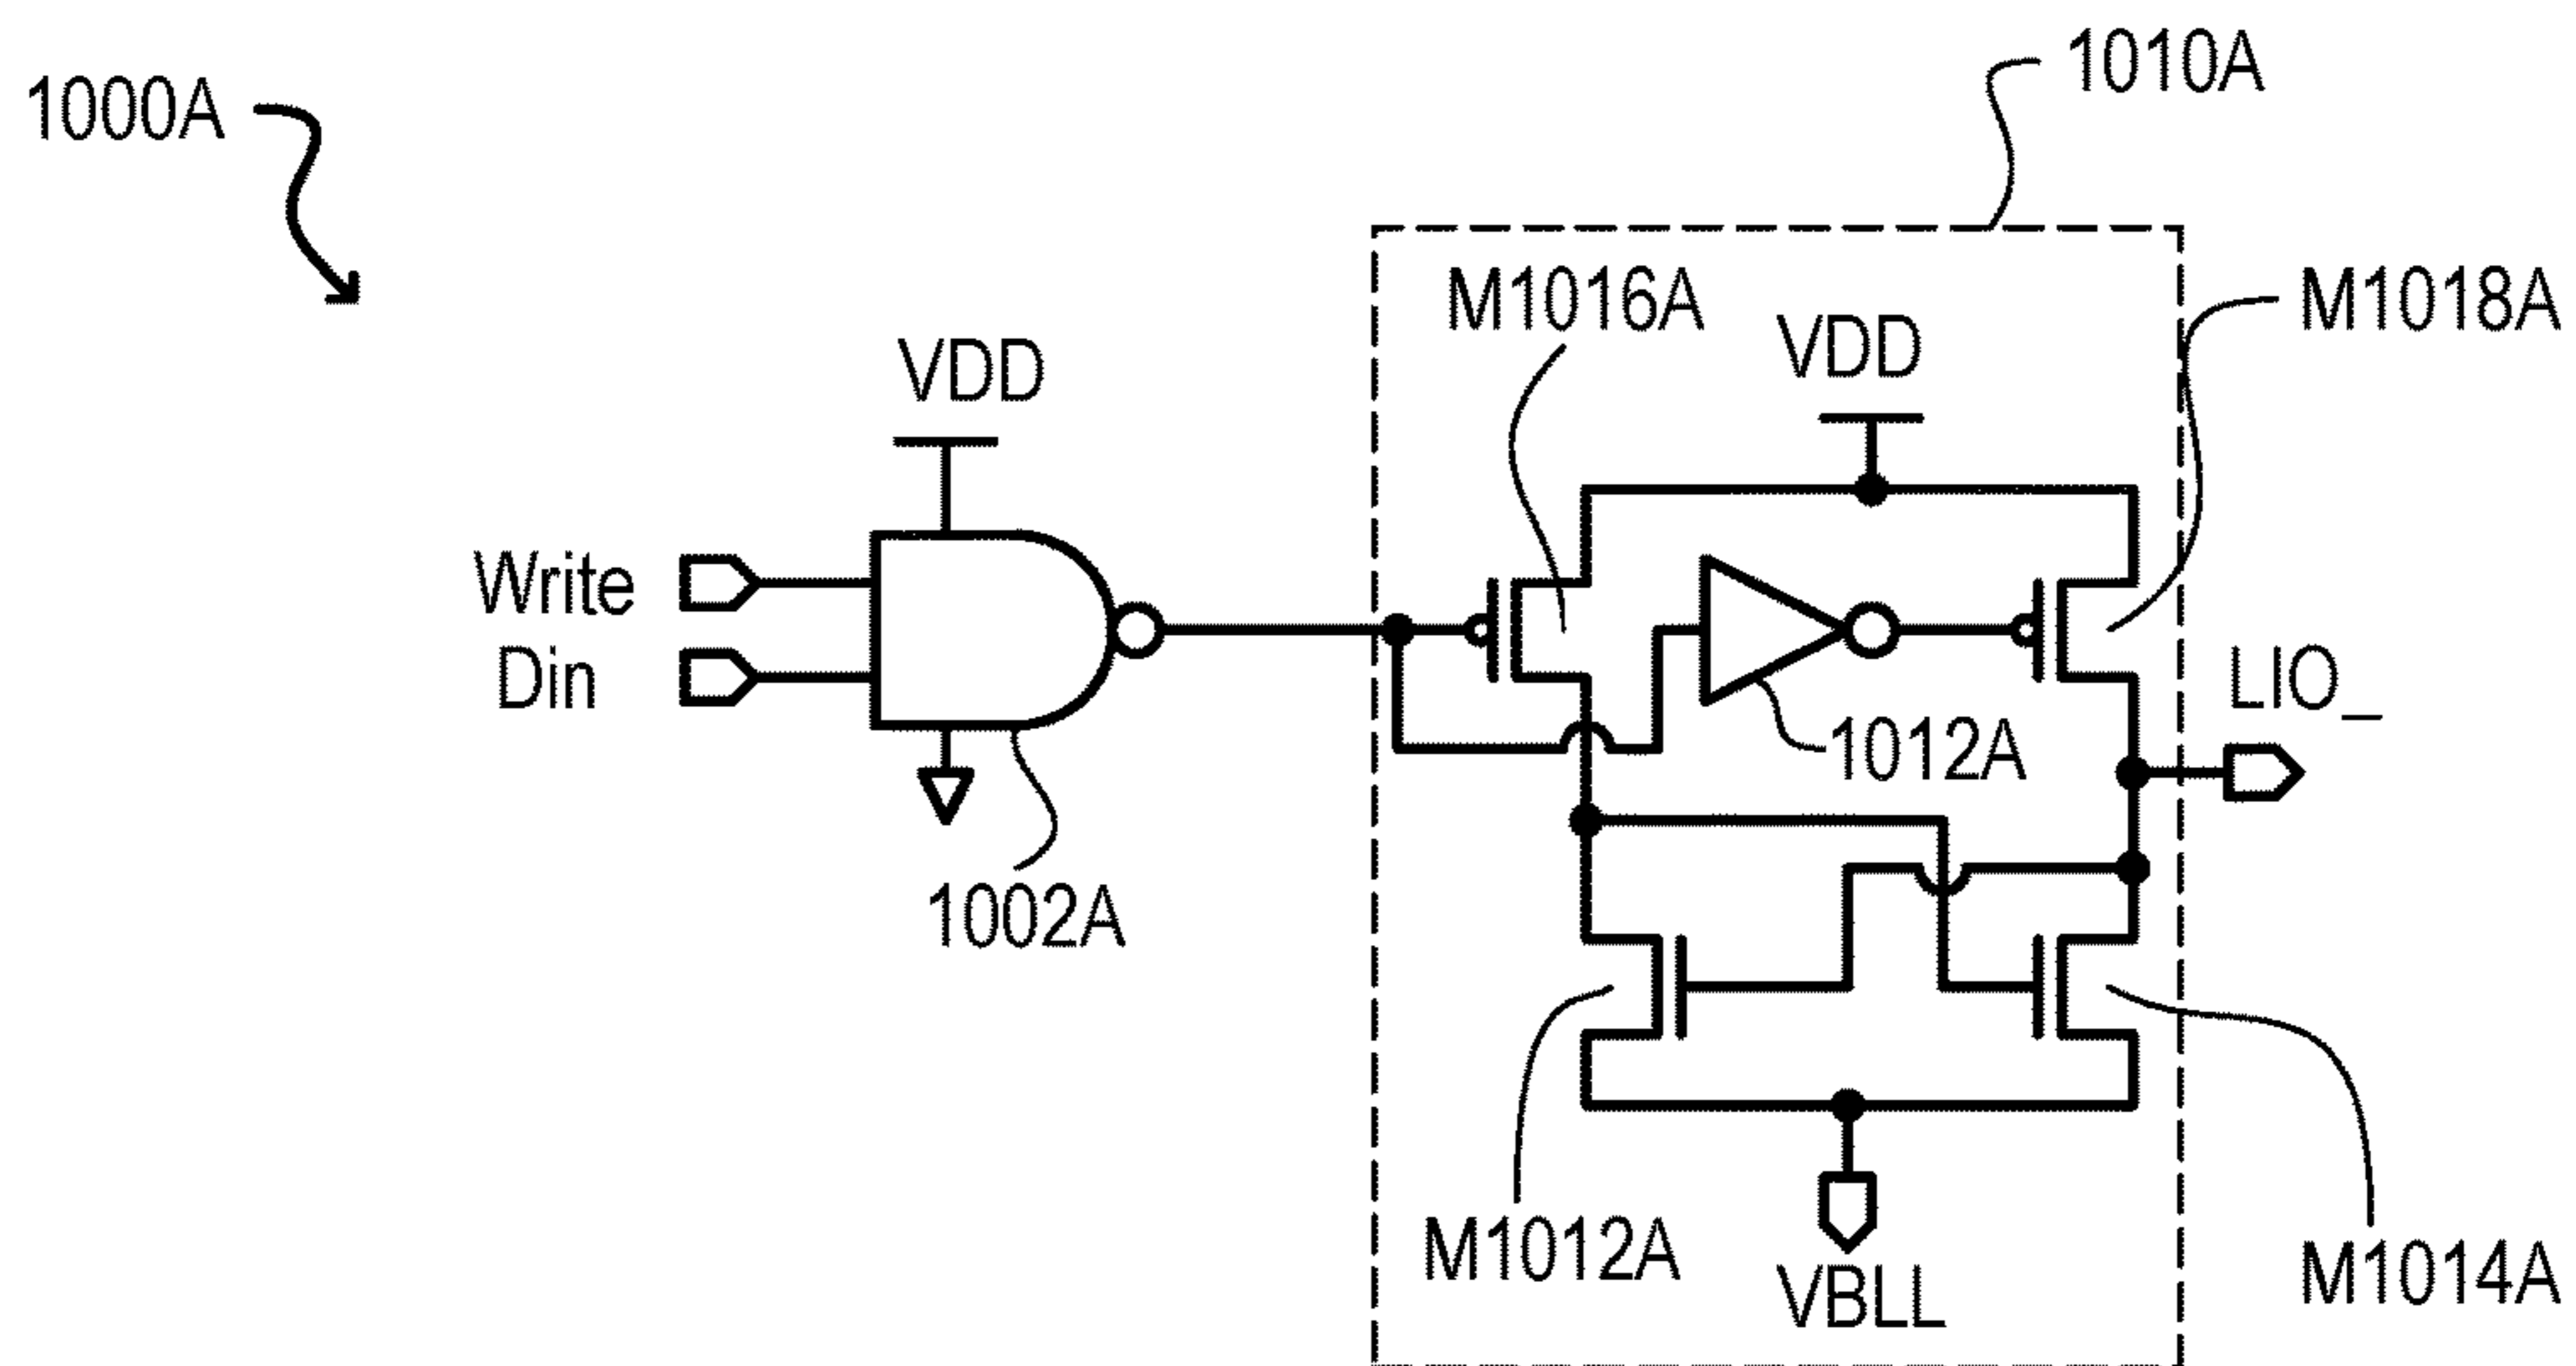 1010A
1000A
M1016A
M1018A
VDD
VDD
Write
Din
LIO_
1012A
1002A
M1012A
M1014A
VBLL